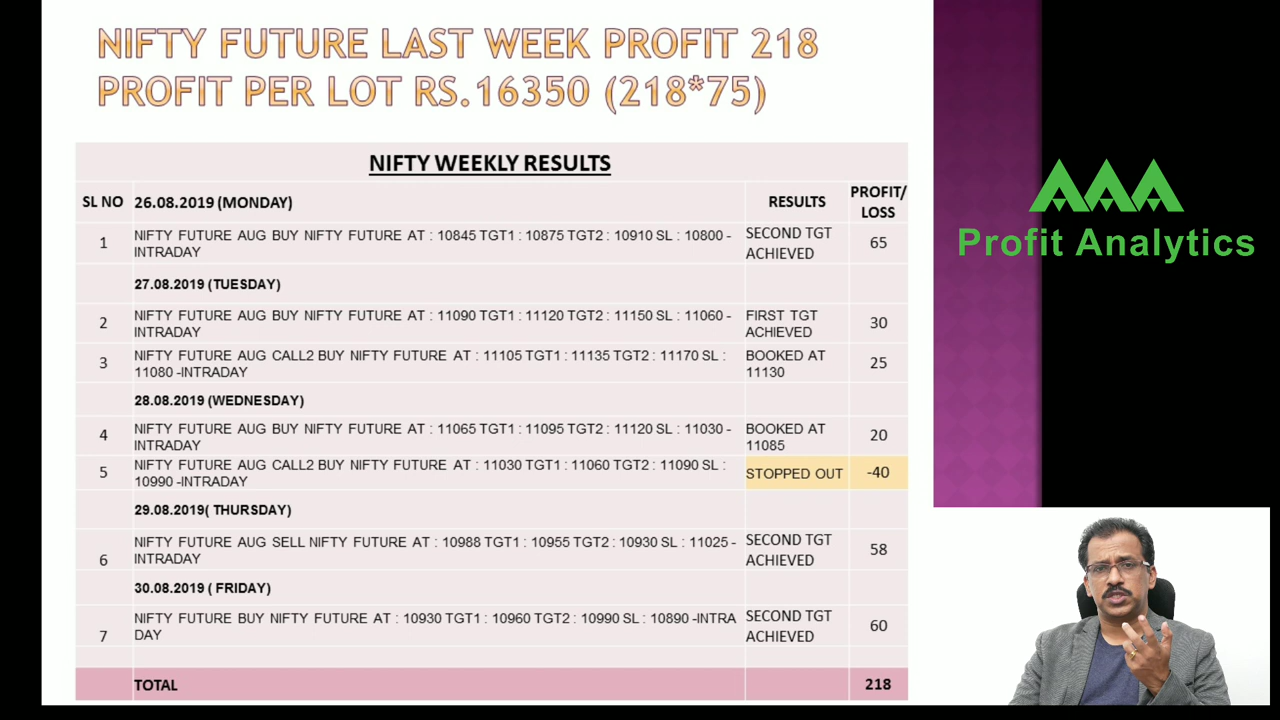 NIFTY FUTURE LAST WEEK PROFIT 218
PROFIT PER LOT RS.16350 (218*75)
NIFTY WEEKLY RESULTS
SL NO 26.08.2019 (MONDAY) RESULTS PROFIT/
LOSS
1 NIFTY FUTURE AUG BUY NIFTY FUTURE AT : 10845 TGT1 : 10875 TGT2 : 10910 SL : 10800 -
INTRADAY
SECOND TGT
ACHIEVED
65
27.08.2019 (TUESDAY)
2 NIFTY FUTURE AUG BUY NIFTY FUTURE AT : 11090 TGT1 : 11120 TGT2 : 11150 SL : 11060 -
INTRADAY
FIRST TGT
ACHIEVED
30
3 NIFTY FUTURE AUG CALL2 BUY NIFTY FUTURE AT : 11105 TGT1 : 11135 TGT2 : 11170 SL :
11080 -INTRADAY
BOOKED AT
11130
25
28.08.2019 (WEDNESDAY)
4 NIFTY FUTURE AUG BUY NIFTY FUTURE AT : 11065 TGT1 : 11095 TGT2 : 11120 SL : 11030 -
INTRADAY
BOOKED AT
11085
20
5 NIFTY FUTURE AUG CALL2 BUY NIFTY FUTURE AT : 11030 TGT1 : 11060 TGT2 : 11090 SL :
10990 -INTRADAY
STOPPED OUT
-40
29.08.2019( THURSDAY)
6 NIFTY FUTURE AUG SELL NIFTY FUTURE AT : 10988 TGT1 : 10955 TGT2 : 10930 SL : 11025 -
INTRADAY
SECOND TGT
ACHIEVED
58
30.08.2019 ( FRIDAY)
7 NIFTY FUTURE BUY NIFTY FUTURE AT : 10930 TGT1 : 10960 TGT2 : 10990 SL : 10890 -INTRA
DAY
SECOND TGT
ACHIEVED
60
TOTAL 218
AAA
Profit Analytics